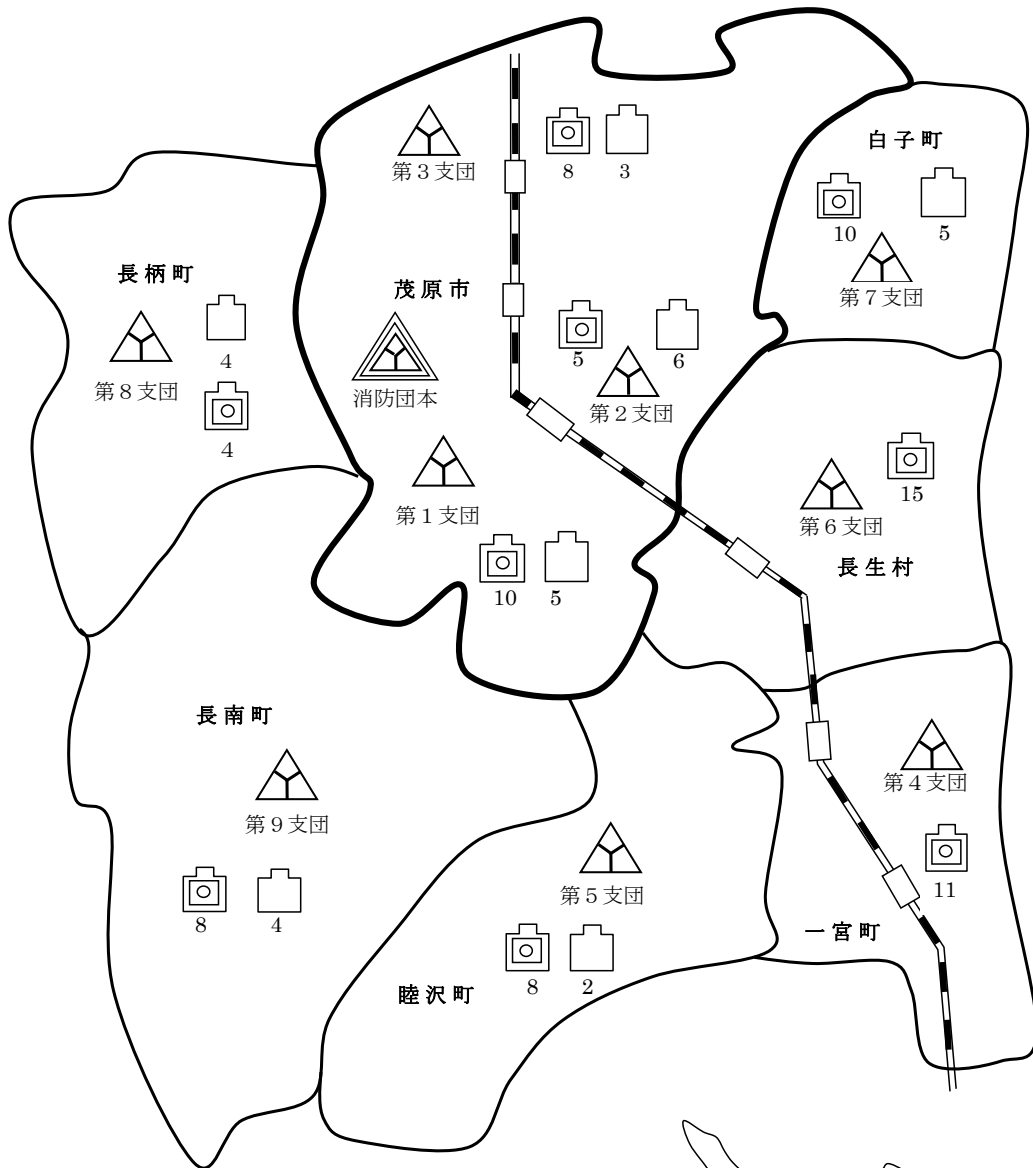 第３支団
8
3
白子町
10
5
第７支団
長柄町
4
第８支団
4
茂原市
消防団本
5
6
第２支団
第１支団
10
5
第６支団
15
長生村
長南町
第９支団
8
4
第４支団
11
一宮町
第５支団
8
2
睦沢町